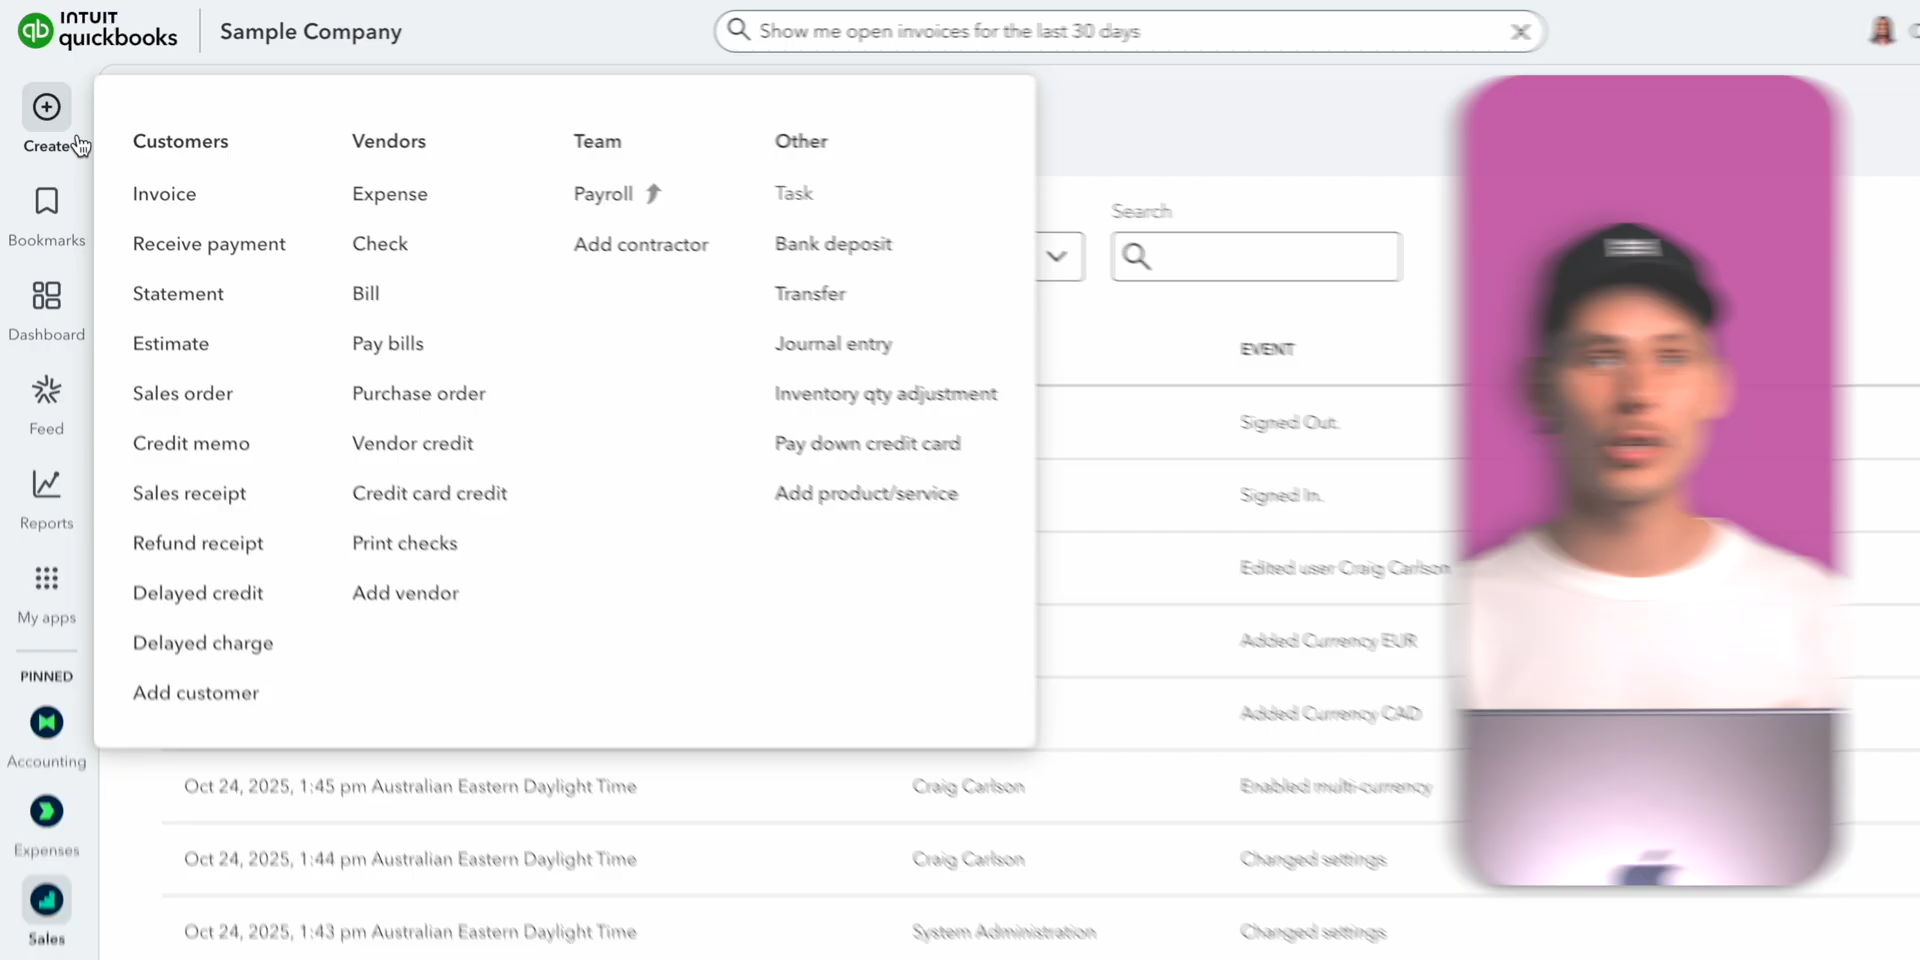 INTUIT
quickbooks
Sample Company
Show me open invoices for the last 30 days
Create
Bookmarks
Dashboard
Feed
Reports
My apps
PINNED
Accounting
Expenses
Sales
Customers
Invoice
Receive payment
Statement
Estimate
Sales order
Credit memo
Sales receipt
Refund receipt
Delayed credit
Delayed charge
Add customer
Vendors
Expense
Check
Bill
Pay bills
Purchase order
Vendor credit
Credit card credit
Print checks
Add vendor
Team
Payroll
Add contractor
Other
Task
Bank deposit
Transfer
Journal entry
Inventory qty adjustment
Pay down credit card
Add product/service
Search
EVENT
Signed Out.
Signed In.
Edited user Craig Carlson
Added Currency EUR
Added Currency CAD
Oct 24, 2025, 1:45 pm Australian Eastern Daylight Time Craig Carlson Enabled multi-currency
Oct 24, 2025, 1:44 pm Australian Eastern Daylight Time Craig Carlson Changed settings
Oct 24, 2025, 1:43 pm Australian Eastern Daylight Time System Administration Changed settings